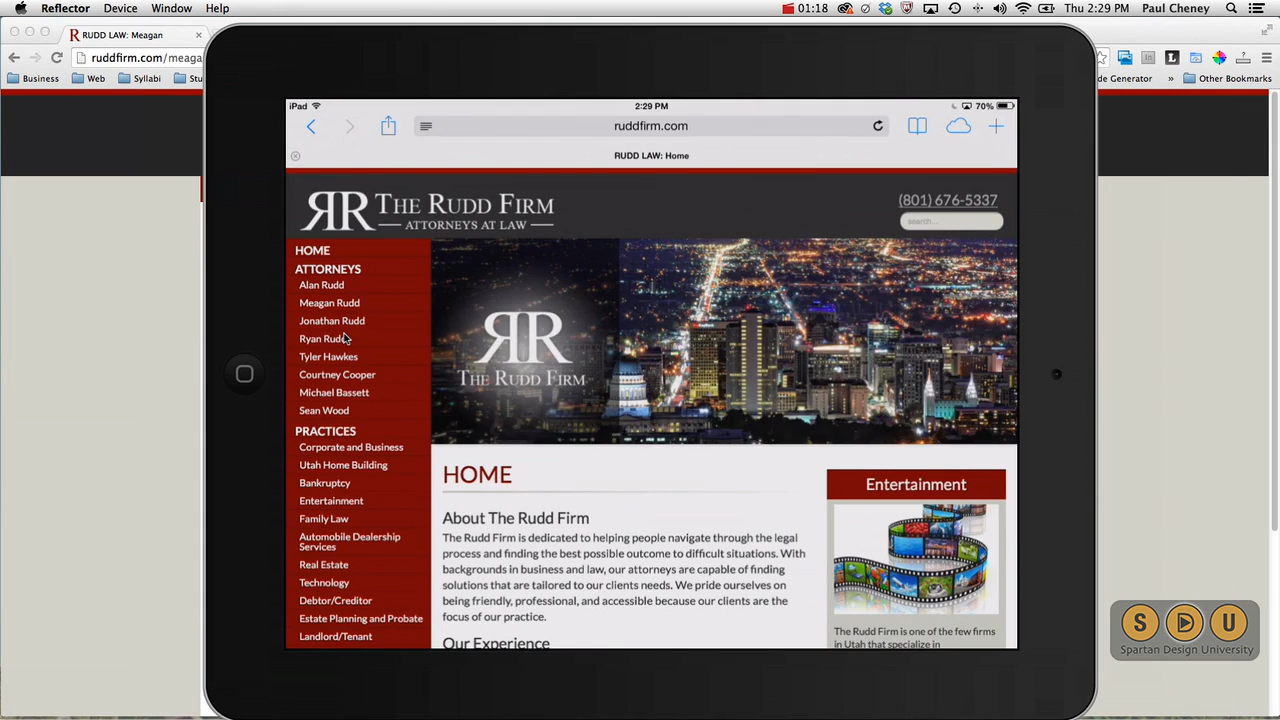 Reflector Device Window Help 01:18 Thu 2:29 PM Paul Cheney
RUDD LAW: Meagan
ruddfirm.com/meaga
Business Web Syllabi Stu
de Generator » Other Bookmarks
iPad 2:29 PM 70%
ruddfirm.com
RUDD LAW: Home
RR THE RUDD FIRM
ATTORNEYS AT LAW
(801) 676-5337
search...
HOME
ATTORNEYS
Alan Rudd
Meagan Rudd
Jonathan Rudd
Ryan Rudd
Tyler Hawkes
Courtney Cooper
Michael Bassett
Sean Wood
PRACTICES
Corporate and Business
Utah Home Building
Bankruptcy
Entertainment
Family Law
Automobile Dealership
Services
Real Estate
Technology
Debtor/Creditor
Estate Planning and Probate
Landlord/Tenant
RR
THE RUDD FIRM
HOME
About The Rudd Firm
The Rudd Firm is dedicated to helping people navigate through the legal
process and finding the best possible outcome to difficult situations. With
backgrounds in business and law, our attorneys are capable of finding
solutions that are tailored to our clients needs. We pride ourselves on
being friendly, professional, and accessible because our clients are the
focus of our practice.
Our Experience
Entertainment
The Rudd Firm is one of the few firms
in Utah that specialize in
S D U
Spartan Design University